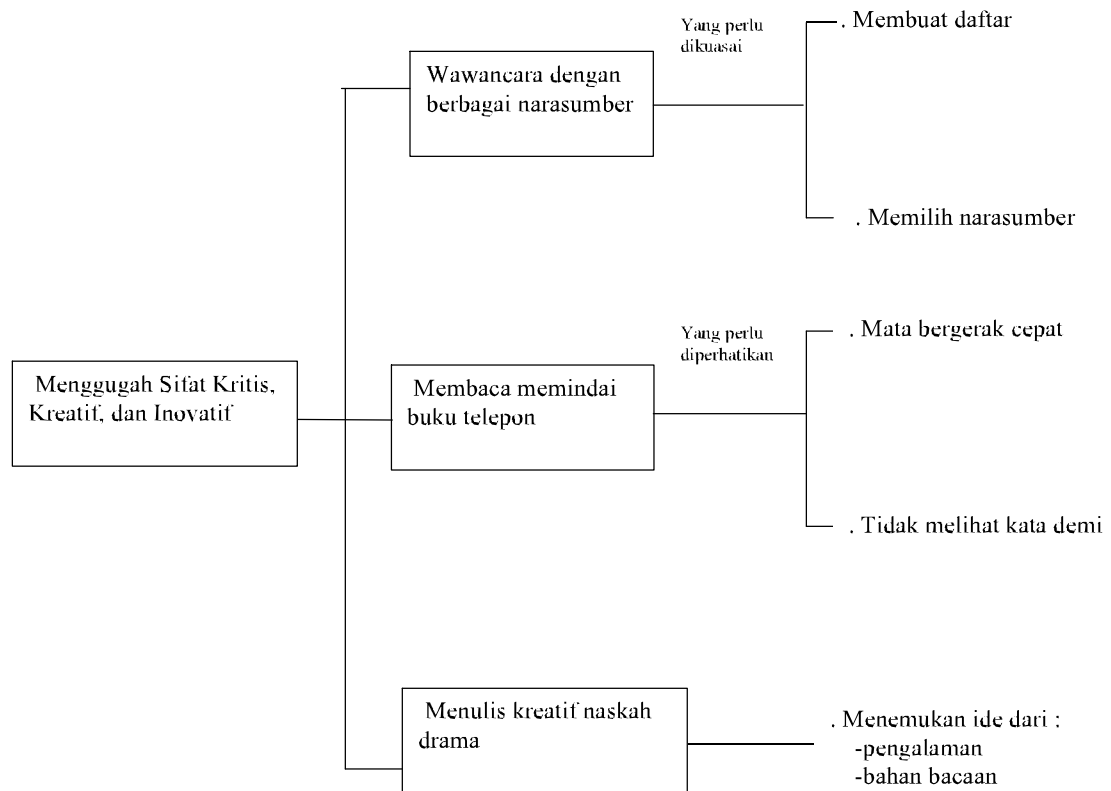 Menggugah Sifat Kritis,
Kreatif, dan Inovatif
Wawancara dengan
berbagai narasumber
Yang perlu
dikuasai
. Membuat daftar
. Memilih narasumber
Membaca memindai
buku telepon
Yang perlu
diperhatikan
. Mata bergerak cepat
. Tidak melihat kata demi
Menulis kreatif naskah
drama
. Menemukan ide dari :
-pengalaman
-bahan bacaan